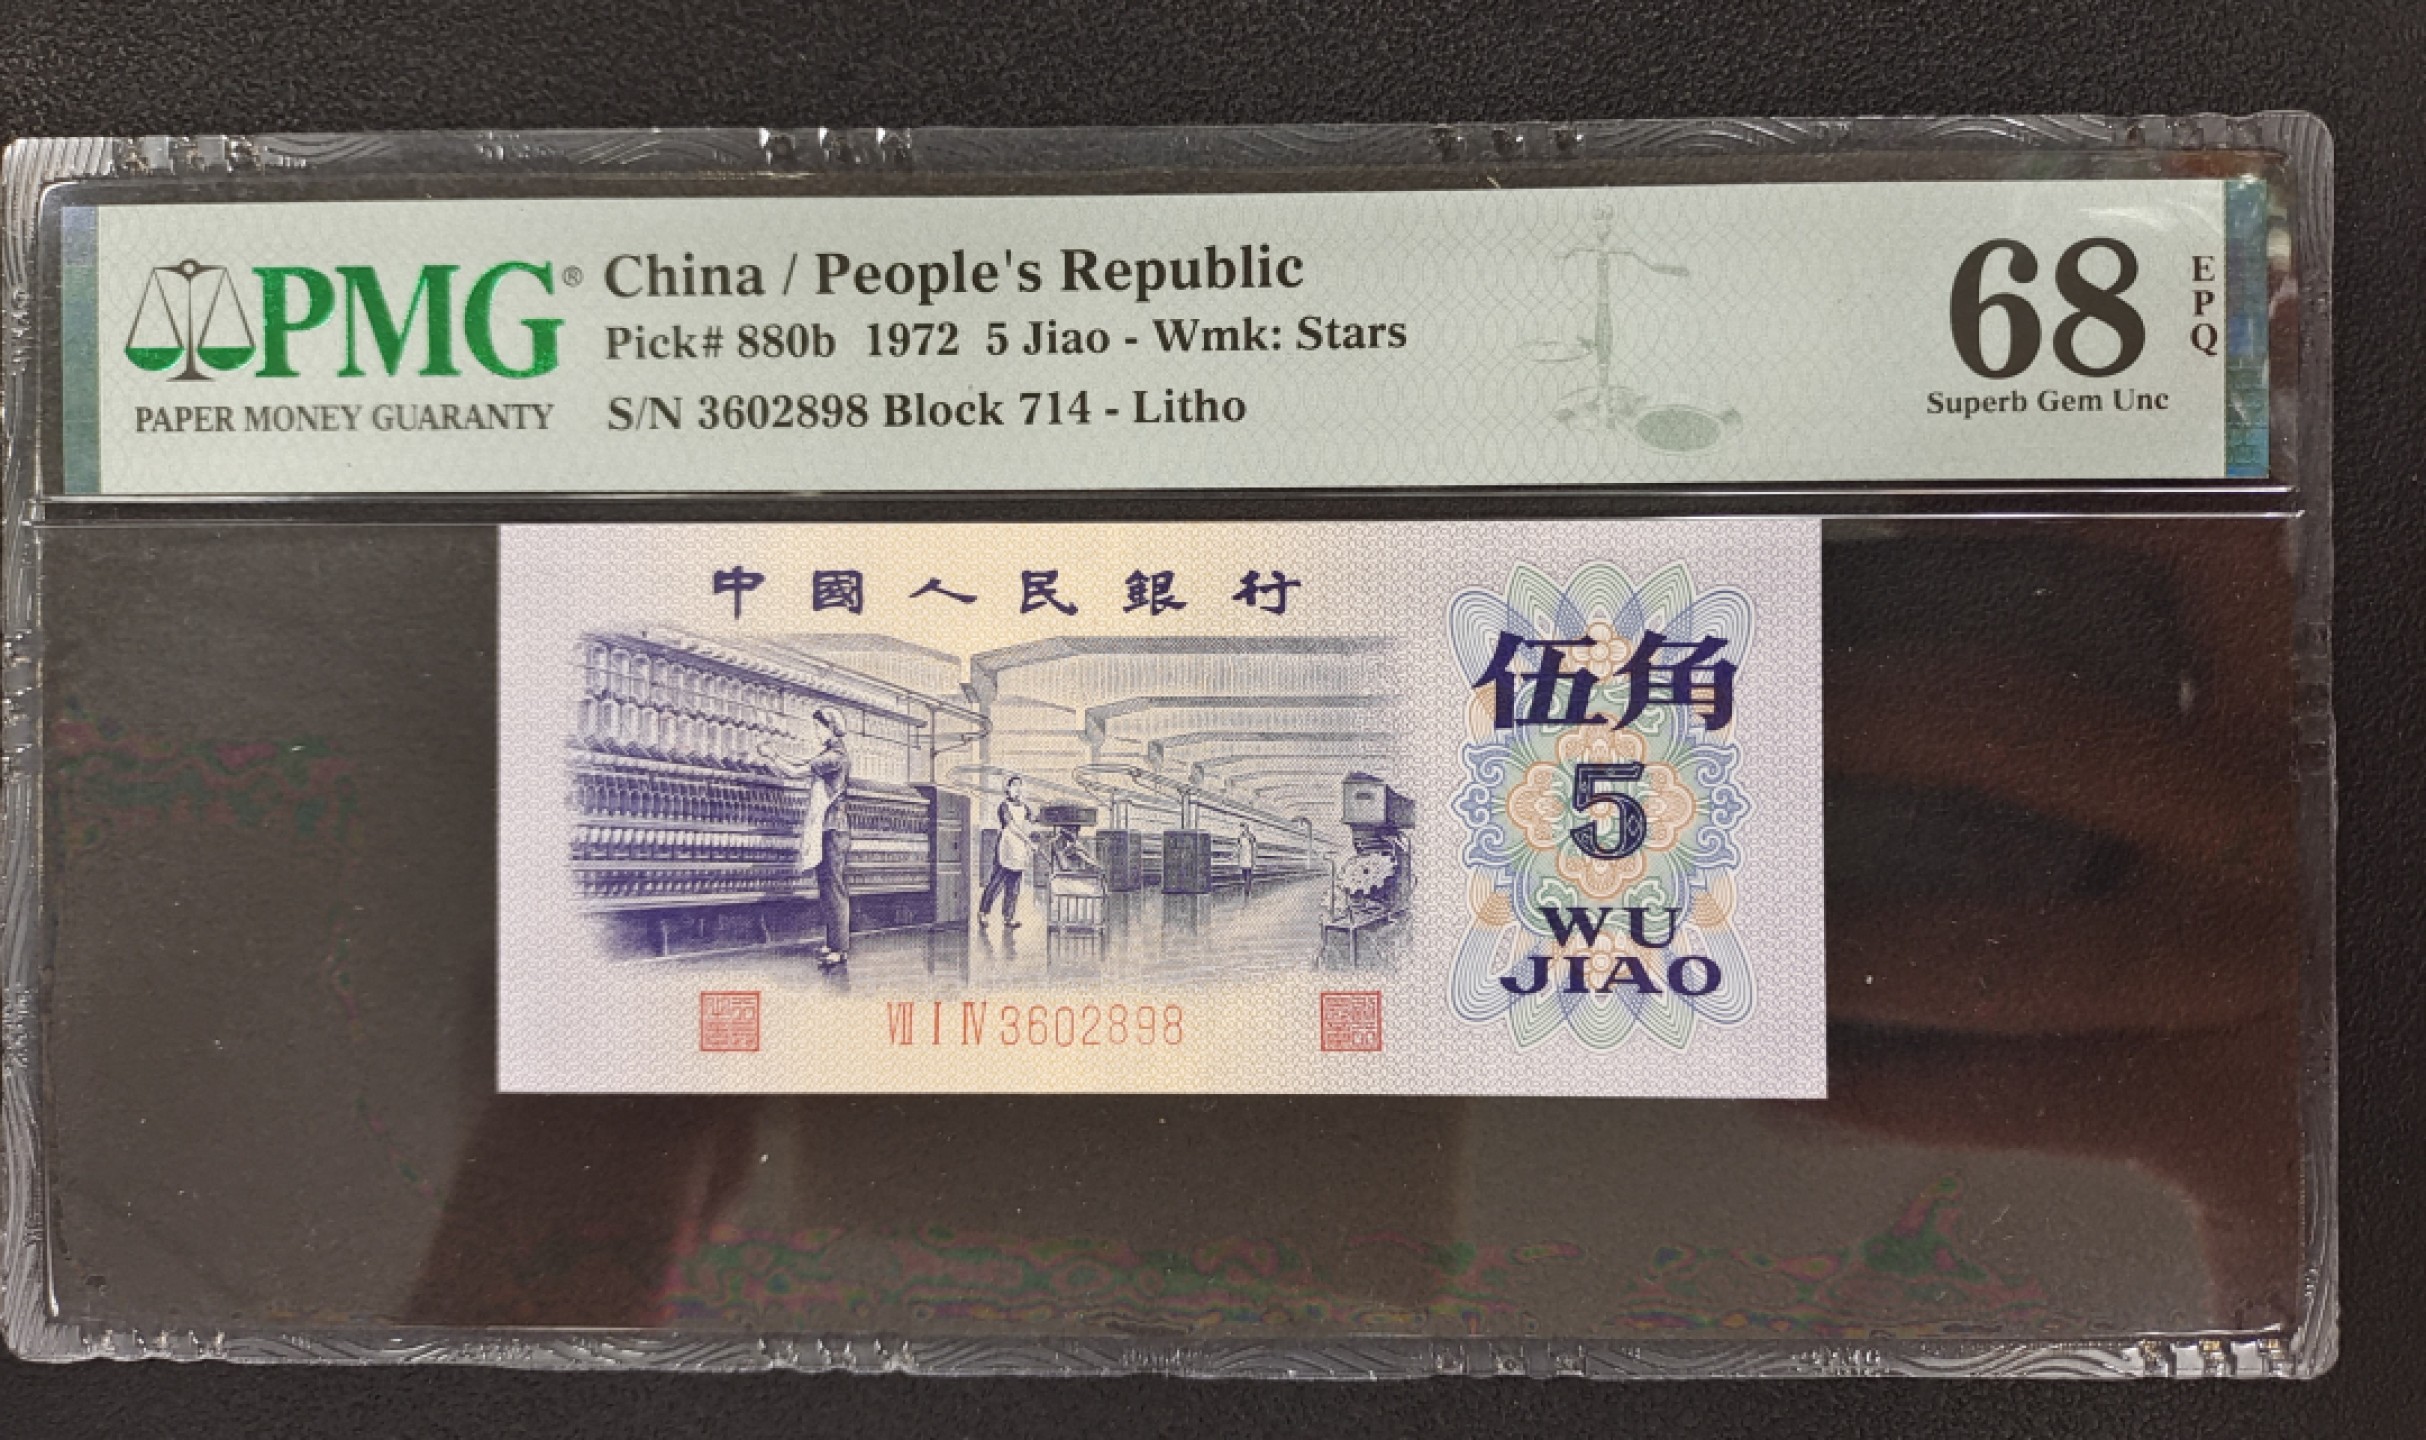 PMG®
PAPER MONEY GUARANTY
China / People's Republic
Pick# 880b 1972 5 Jiao - Wmk: Stars
S/N 3602898 Block 714 - Litho
68
EPQ
Superb Gem Unc
中國人民銀行
伍角
5
WU
JIAO
Ⅶ Ⅰ Ⅳ 3602898